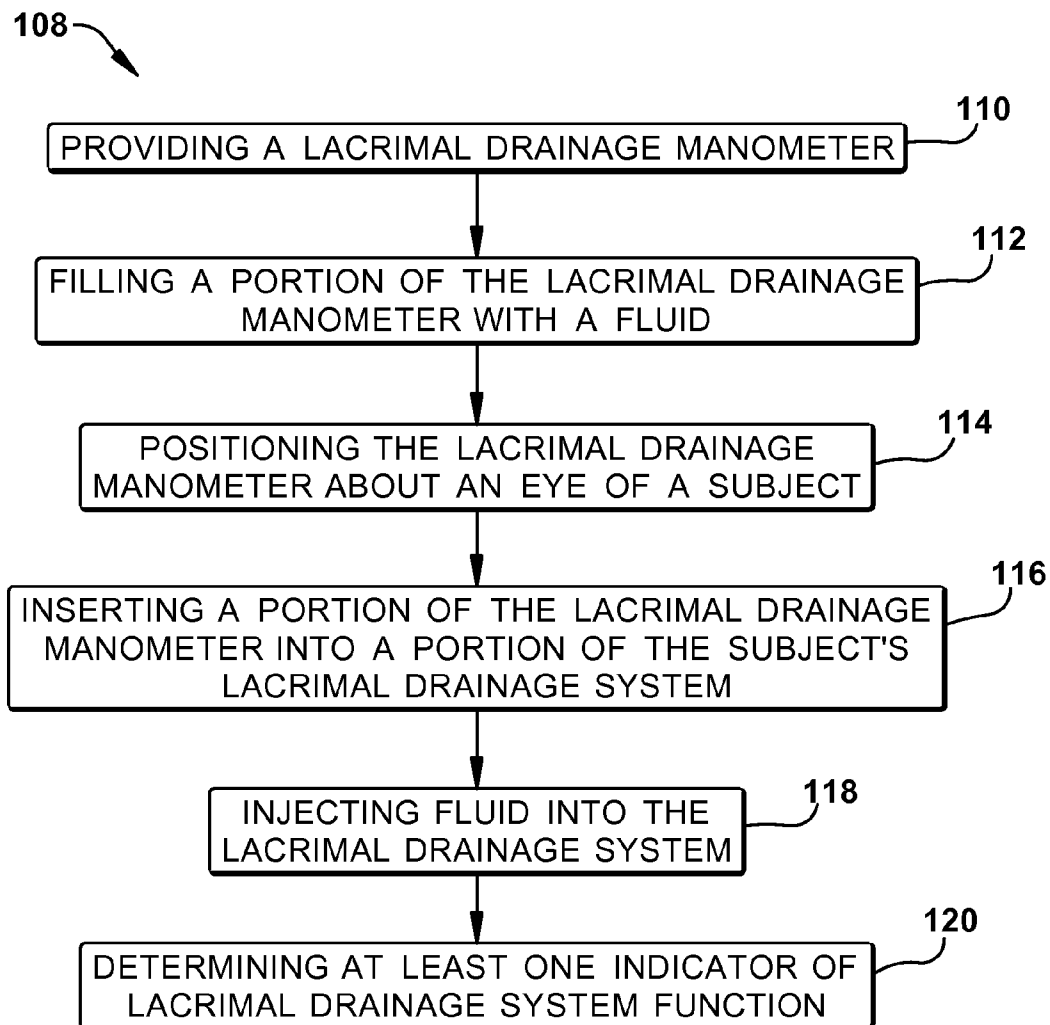 108
110
PROVIDING A LACRIMAL DRAINAGE MANOMETER
112
FILLING A PORTION OF THE LACRIMAL DRAINAGE
MANOMETER WITH A FLUID
114
POSITIONING THE LACRIMAL DRAINAGE
MANOMETER ABOUT AN EYE OF A SUBJECT
116
INSERTING A PORTION OF THE LACRIMAL DRAINAGE
MANOMETER INTO A PORTION OF THE SUBJECT'S
LACRIMAL DRAINAGE SYSTEM
118
INJECTING FLUID INTO THE
LACRIMAL DRAINAGE SYSTEM
120
DETERMINING AT LEAST ONE INDICATOR OF
LACRIMAL DRAINAGE SYSTEM FUNCTION